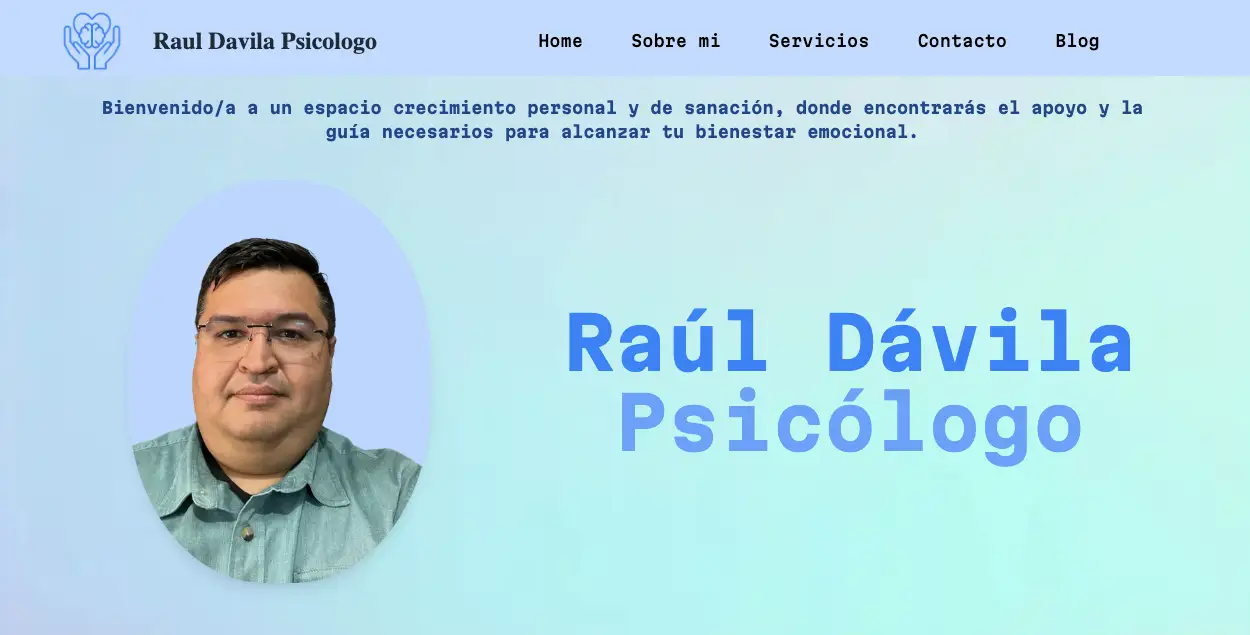 Raul Davila Psicologo
Home Sobre mi Servicios Contacto Blog
Bienvenido/a a un espacio crecimiento personal y de sanación, donde encontrarás el apoyo y la
guía necesarios para alcanzar tu bienestar emocional.
Raúl Dávila
Psicólogo